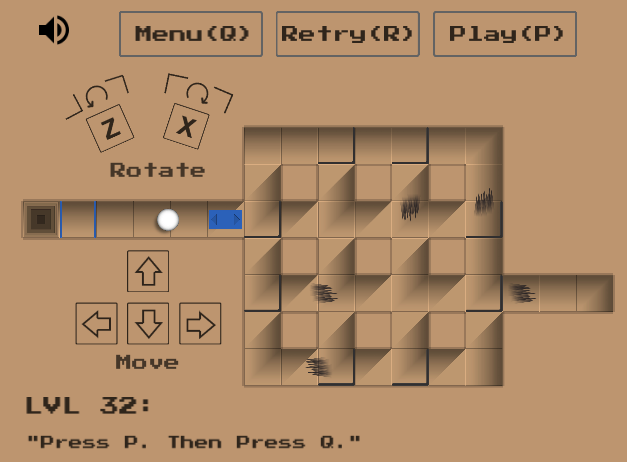 Menu(Q) Retry(R) Play(P)
Z X
Rotate
Move
LVL 32:
"Press P. Then Press Q."